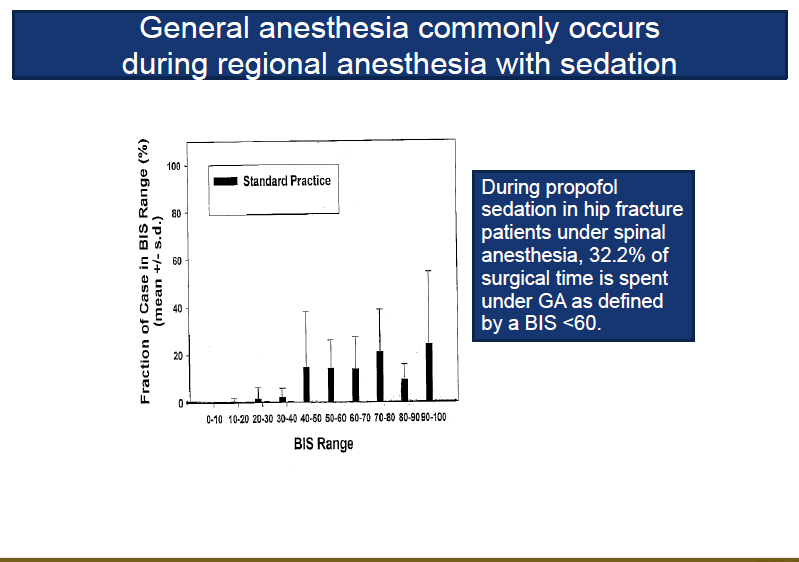 General anesthesia commonly occurs
during regional anesthesia with sedation
Fraction of Case in BIS Range (%)
(mean +/- s.d.)
100
80
60
40
20
0
Standard Practice
0-10 10-20 20-30 30-40 40-50 50-60 60-70 70-80 80-90 90-100
BIS Range
During propofol
sedation in hip fracture
patients under spinal
anesthesia, 32.2% of
surgical time is spent
under GA as defined
by a BIS <60.